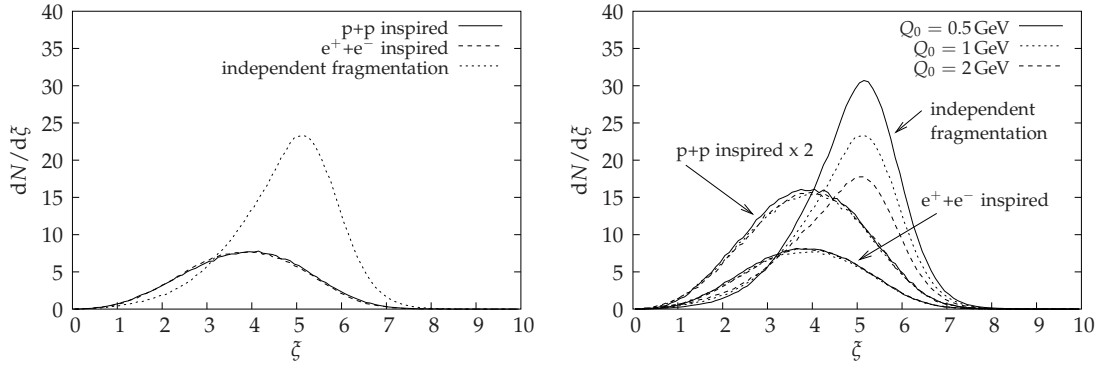 40
35
30
25
20
15
10
5
0
dN/dξ
p+p inspired
e⁺+e⁻ inspired
independent fragmentation
0 1 2 3 4 5 6 7 8 9 10
ξ
40
35
30
25
20
15
10
5
0
dN/dξ
Q₀ = 0.5 GeV
Q₀ = 1 GeV
Q₀ = 2 GeV
independent
fragmentation
p+p inspired x 2
e⁺+e⁻ inspired
0 1 2 3 4 5 6 7 8 9 10
ξ